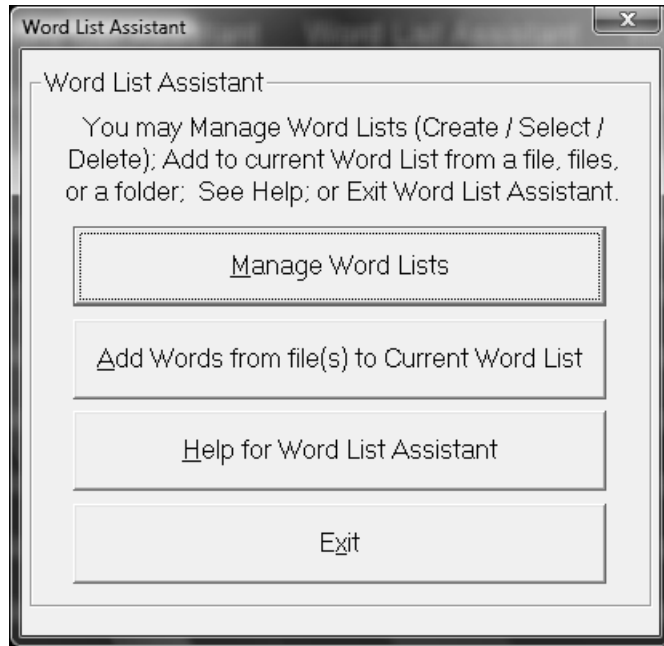 Word List Assistant
X
Word List Assistant
You may Manage Word Lists (Create / Select /
Delete); Add to current Word List from a file, files,
or a folder;  See Help; or Exit Word List Assistant.
Manage Word Lists
Add Words from file(s) to Current Word List
Help for Word List Assistant
Exit